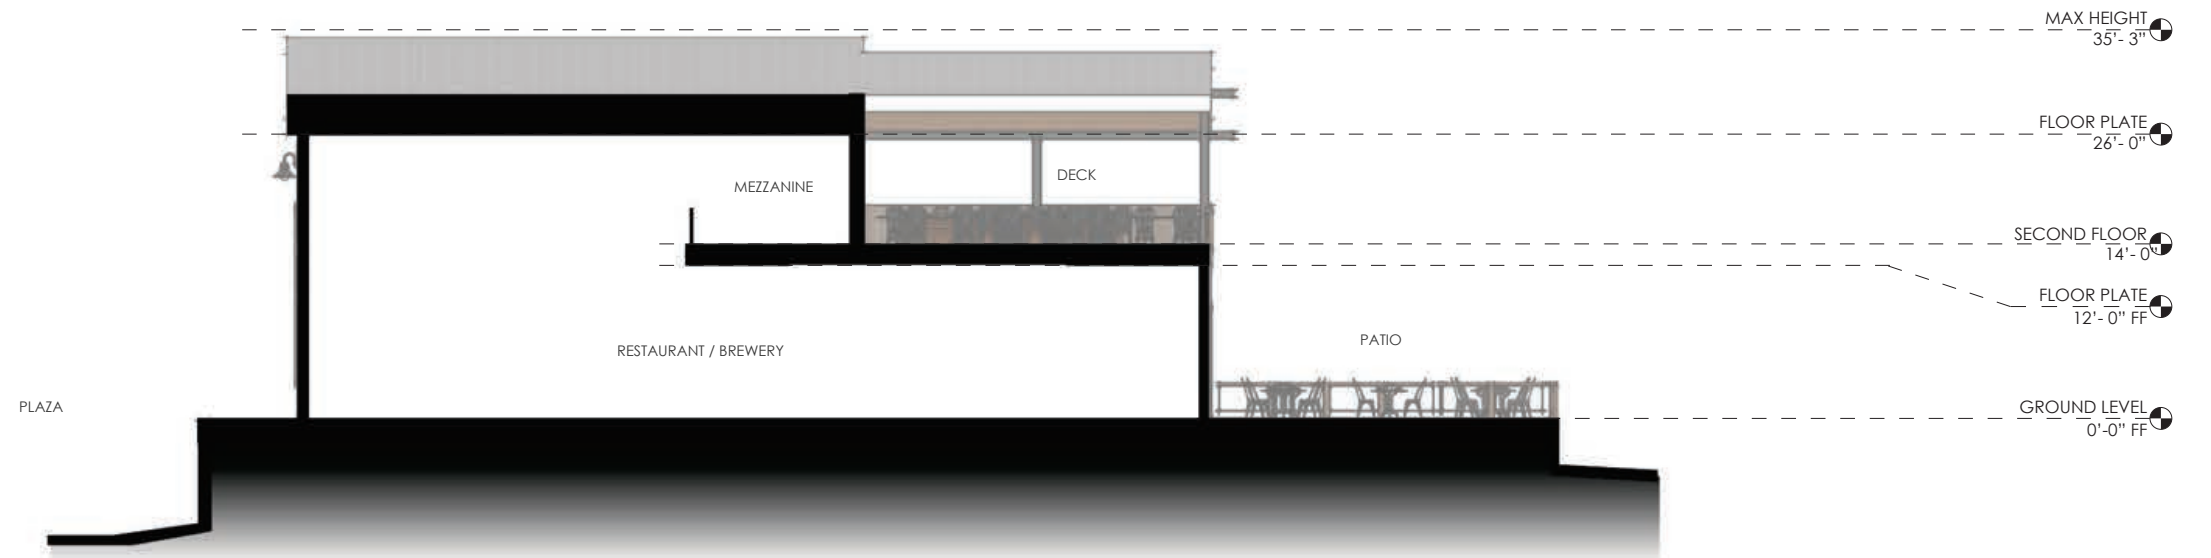 MAX HEIGHT
35’- 3”
FLOOR PLATE
26’- 0”
MEZZANINE
DECK
SECOND FLOOR
14’- 0”
FLOOR PLATE
12’- 0” FF
PATIO
RESTAURANT / BREWERY
PLAZA
GROUND LEVEL
0’-0” FF